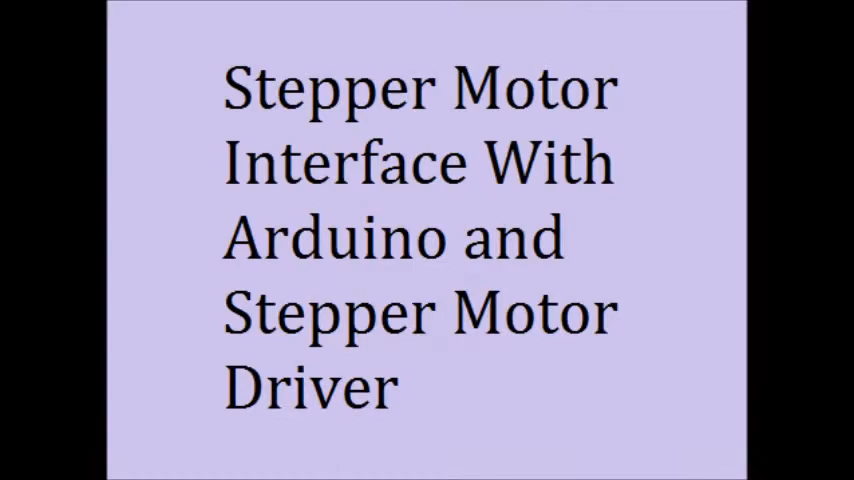 Stepper Motor
Interface With
Arduino and
Stepper Motor
Driver